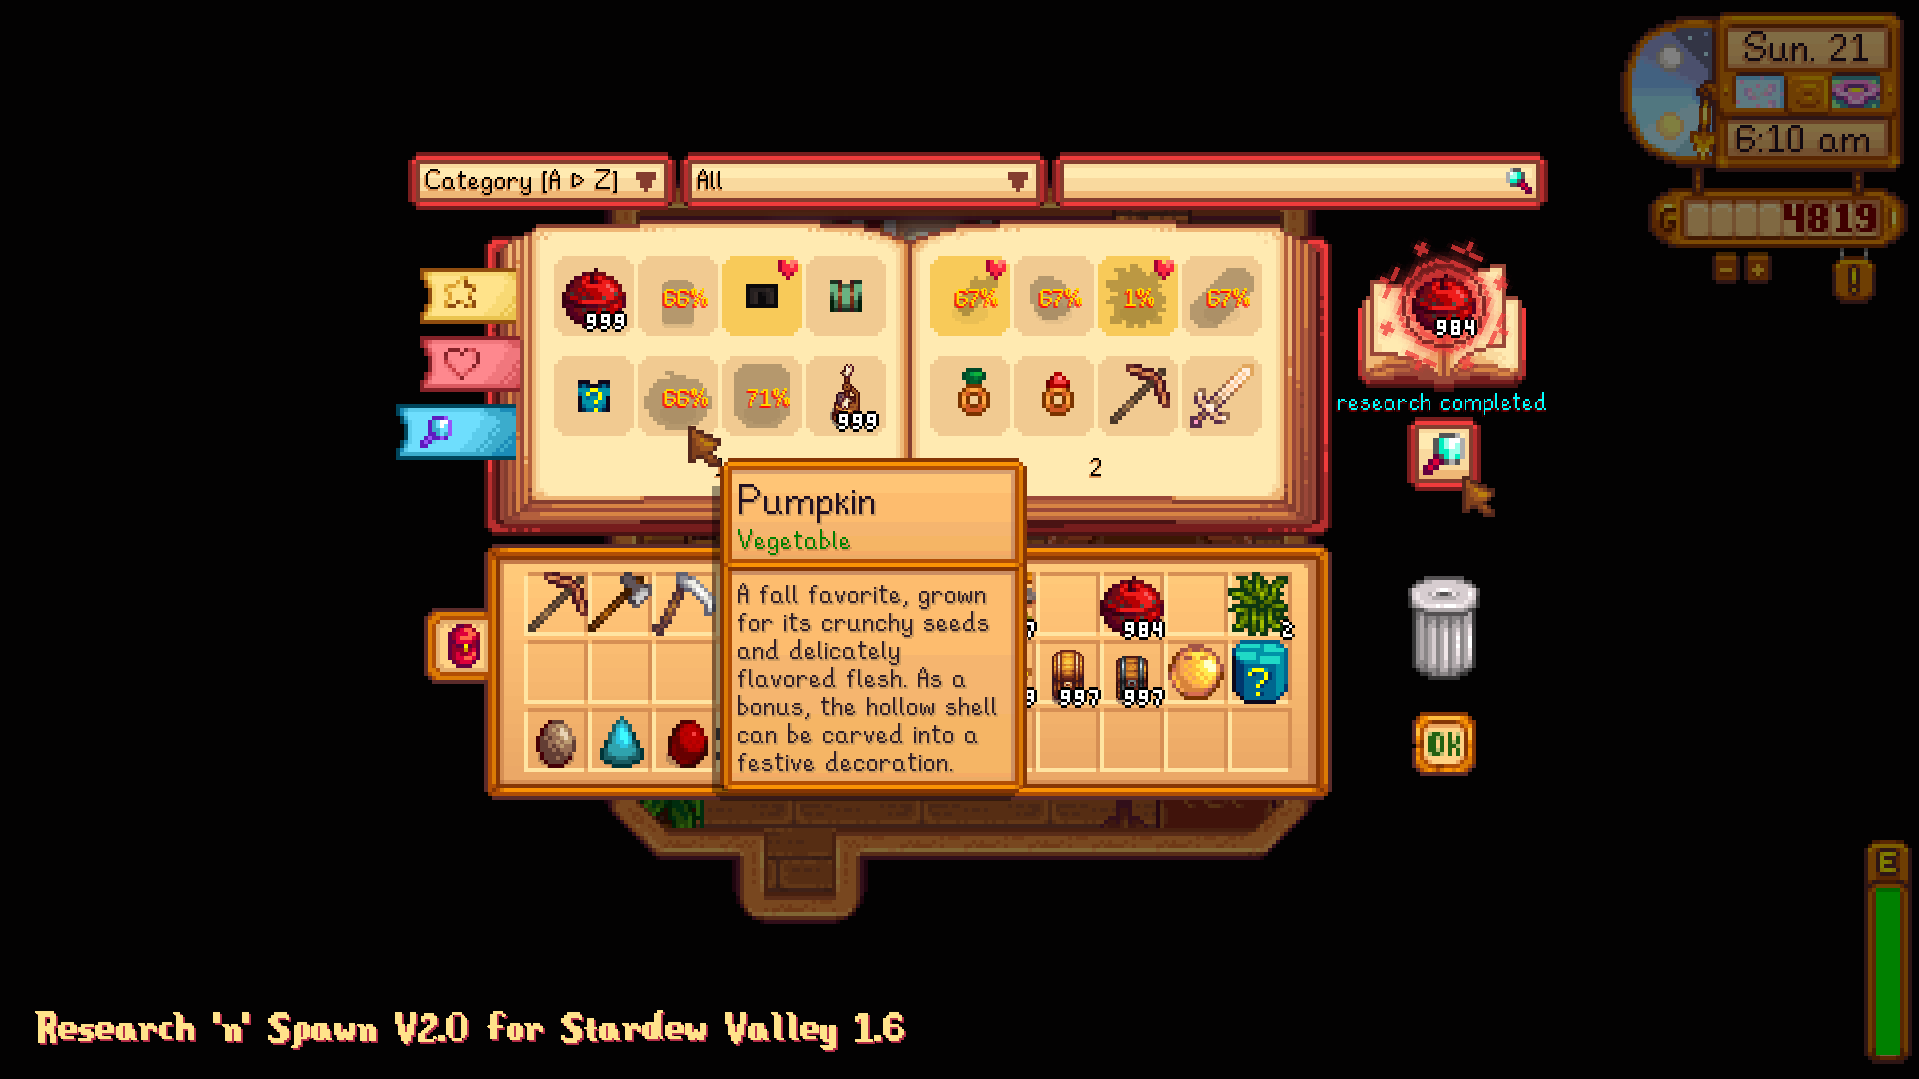 Sun. 21
6:10 am
G 4819
Category [A ▷ Z]
All
999
66%
67%
67%
1%
67%
984
research completed
?
66%
71%
999
2
Pumpkin
Vegetable
A fall favorite, grown
for its crunchy seeds
and delicately
flavored flesh. As a
bonus, the hollow shell
can be carved into a
festive decoration.
984
2
997
997
?
OK
E
Research 'n' Spawn V2.0 for Stardew Valley 1.6